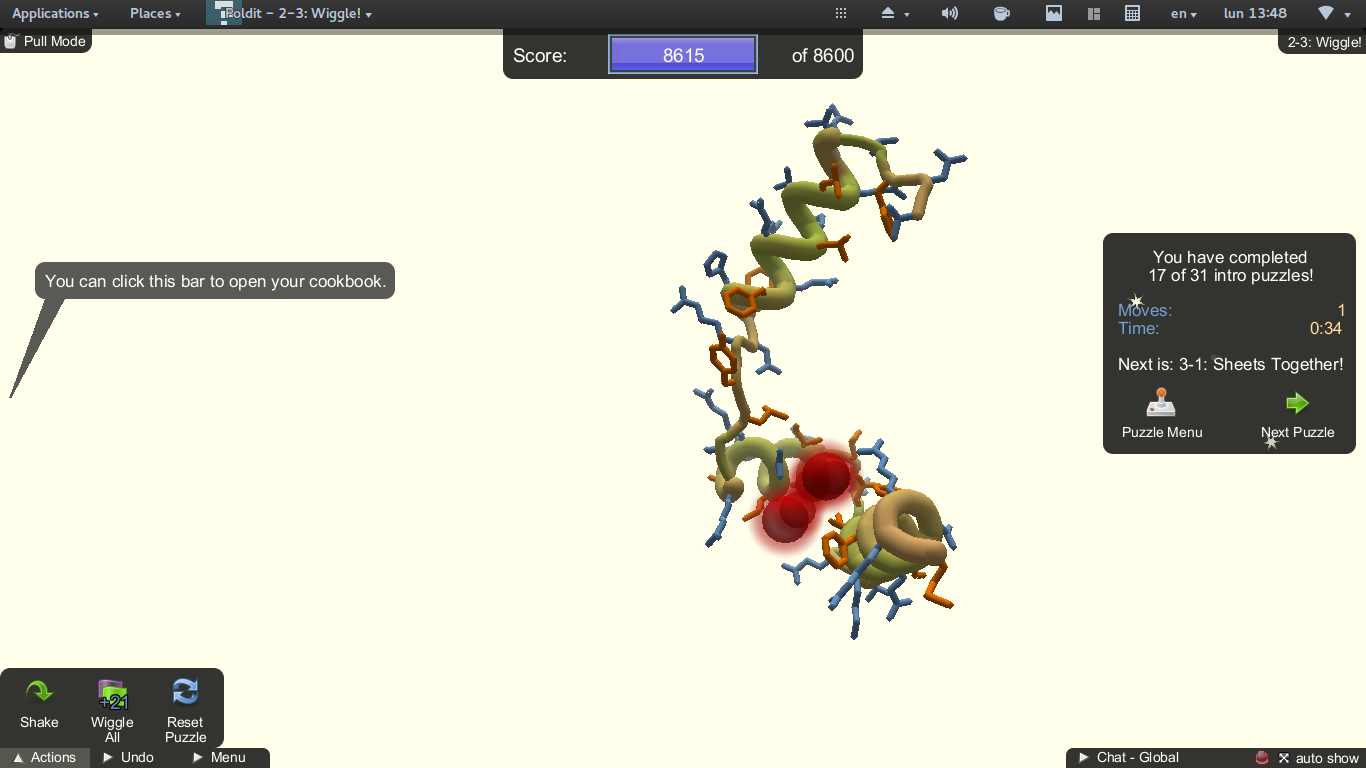 Applications
Places
Foldit - 2-3: Wiggle!
en
lun 13:48
Pull Mode
Score:
8615
of 8600
2-3: Wiggle!
You can click this bar to open your cookbook.
You have completed
17 of 31 intro puzzles!
Moves: 1
Time: 0:34
Next is: 3-1: Sheets Together!
Puzzle Menu
Next Puzzle
+21
Shake
Wiggle
All
Reset
Puzzle
Actions
Undo
Menu
Chat - Global
auto show